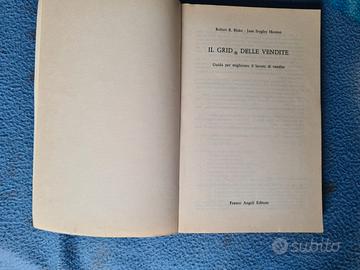 Robert R. Blake - Jane Srygley Mouton
IL GRID® DELLE VENDITE
Guida per migliorare il lavoro di vendita
Franco Angeli Editore
subito